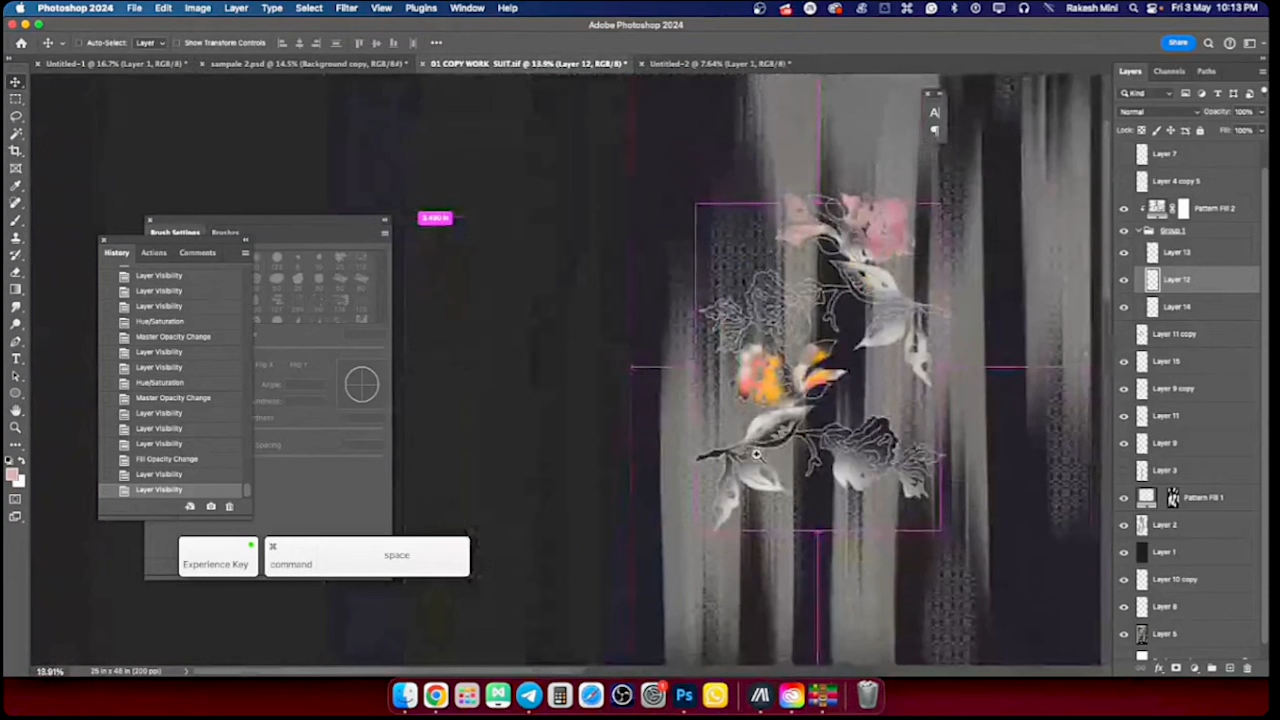 Photoshop 2024 File Edit Image Layer Type Select Filter View Plugins Window Help Rakesh Mini Fri 3 May 10:13 PM
Adobe Photoshop 2024
Auto-Select: Layer Show Transform Controls Share
Untitled-1 @ 16.7% (Layer 1, RGB/8) *
sampale 2.psd @ 14.5% (Background copy, RGB/8#) *
01 COPY WORK SUIT.tif @ 13.9% (Layer 12, RGB/8) *
Untitled-2 @ 7.64% (Layer 1, RGB/8) *
Layers Channels Paths
Kind
Normal Opacity: 100%
Lock: Fill: 100%
Layer 7
Layer 4 copy 5
Pattern Fill 2
Group 1
Layer 13
Layer 12
Layer 14
Layer 11 copy
Layer 15
Layer 9 copy
Layer 11
Layer 9
Layer 3
Pattern Fill 1
Layer 2
Layer 1
Layer 10 copy
Layer 8
Layer 5
Brush Settings Brushes
Flip X Flip Y
Angle:
Spacing
History Actions Comments
Layer Visibility
Layer Visibility
Layer Visibility
Hue/Saturation
Master Opacity Change
Layer Visibility
Layer Visibility
Hue/Saturation
Master Opacity Change
Layer Visibility
Layer Visibility
Layer Visibility
Fill Opacity Change
Layer Visibility
Layer Visibility
Experience Key
⌘
command
space
13.91% 25 in x 48 in (200 ppi)